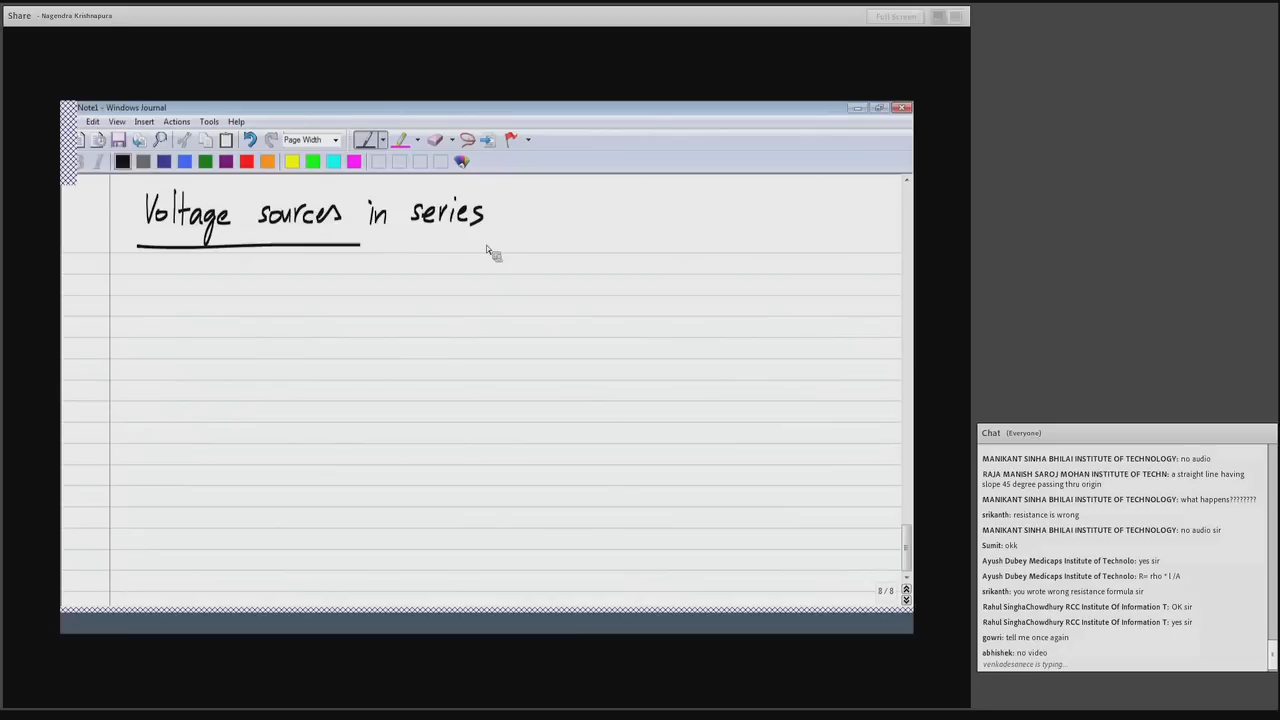 Share - Nagendra Krishnapura
Full Screen
Note1 - Windows Journal
Edit View Insert Actions Tools Help
Page Width
Voltage sources in series
8 / 8
Chat (Everyone)
MANIKANT SINHA BHILAI INSTITUTE OF TECHNOLOGY: no audio
RAJA MANISH SAROJ MOHAN INSTITUTE OF TECHN: a straight line having
slope 45 degree passing thru origin
MANIKANT SINHA BHILAI INSTITUTE OF TECHNOLOGY: what happens????????
srikanth: resistance is wrong
MANIKANT SINHA BHILAI INSTITUTE OF TECHNOLOGY: no audio sir
Sumit: okk
Ayush Dubey Medicaps Institute of Technolo: yes sir
Ayush Dubey Medicaps Institute of Technolo: R= rho * l /A
srikanth: you wrote wrong resistance formula sir
Rahul SinghaChowdhury RCC Institute Of Information T: OK sir
Rahul SinghaChowdhury RCC Institute Of Information T: yes sir
gowri: tell me once again
abhishek: no video
venkadesanece is typing...